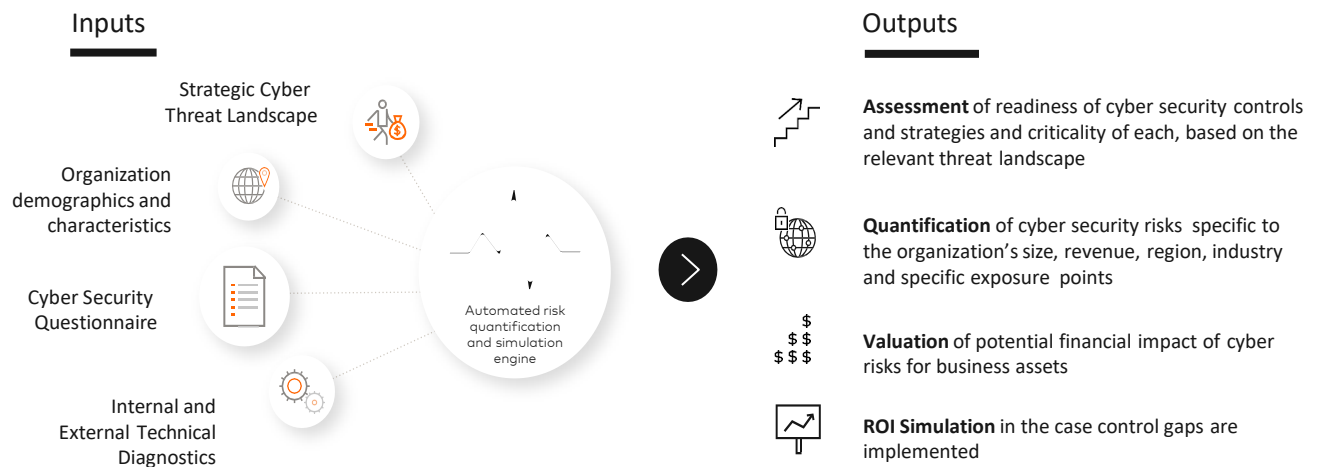 Inputs
Strategic Cyber
Threat Landscape
Organization
demographics and
characteristics
Cyber Security
Questionnaire
Internal and
External Technical
Diagnostics
$
Automated risk
quantification
and simulation
engine
Outputs
Assessment of readiness of cyber security controls
and strategies and criticality of each, based on the
relevant threat landscape
Quantification of cyber security risks specific to
the organization’s size, revenue, region, industry
and specific exposure points
$
$ $
$ $ $
Valuation of potential financial impact of cyber
risks for business assets
ROI Simulation in the case control gaps are
implemented